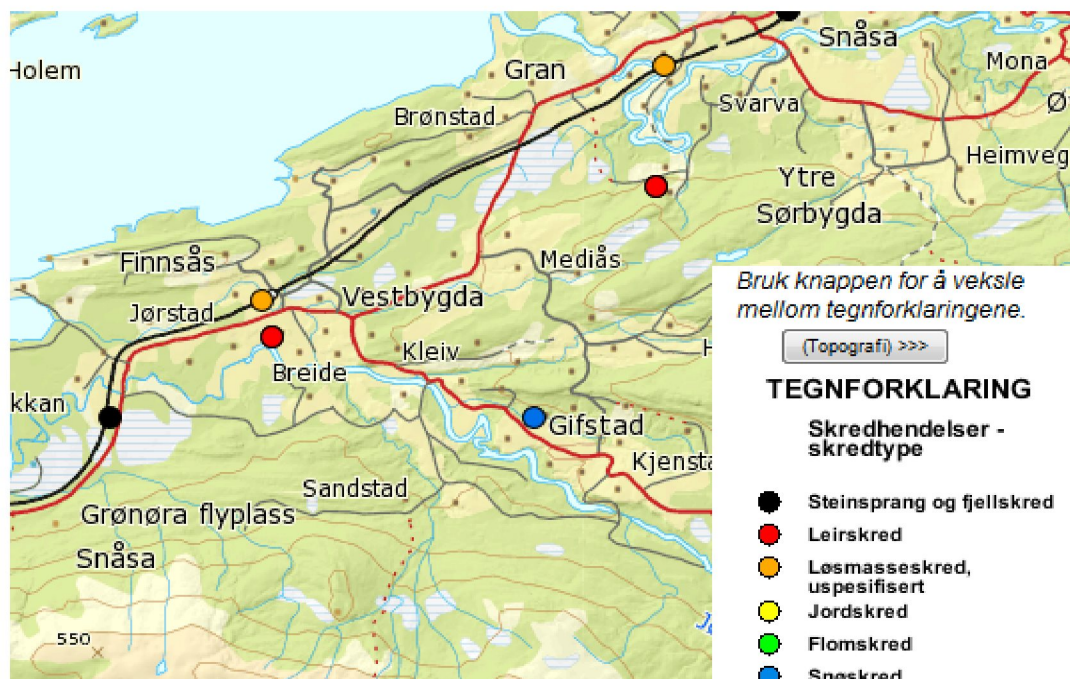 Snåsa
Holem
Mona
Gran
Svarva
Brønstad
Heimveg
Ytre
Sørbygda
Mediås
Finnsås
Vestbygda
Jørstad
Kleiv
Breide
kkan
Gifstad
Kjensta
Sandstad
Grønøra flyplass
Snåsa
550
Bruk knappen for å veksle
mellom tegnforklaringene.
(Topografi) >>>
TEGNFORKLARING
Skredhendelser -
skredtype
Steinsprang og fjellskred
Leirskred
Løsmasseskred,
uspesifisert
Jordskred
Flomskred
Snøskred